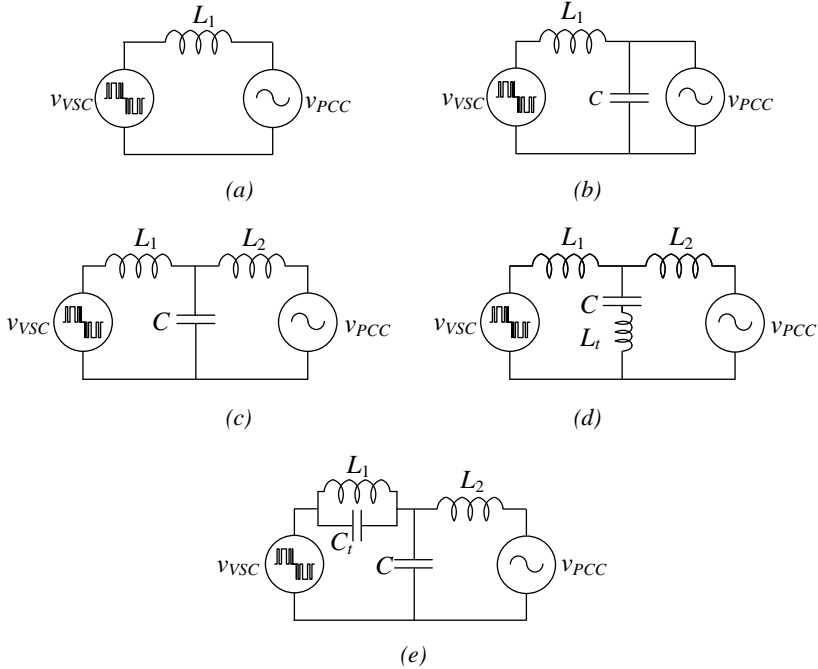 L1
vVSC
vPCC
(a)
L1
vVSC
C
vPCC
(b)
L1
L2
vVSC
C
vPCC
(c)
L1
L2
vVSC
C
Lt
vPCC
(d)
L1
L2
Ct
vVSC
C
vPCC
(e)